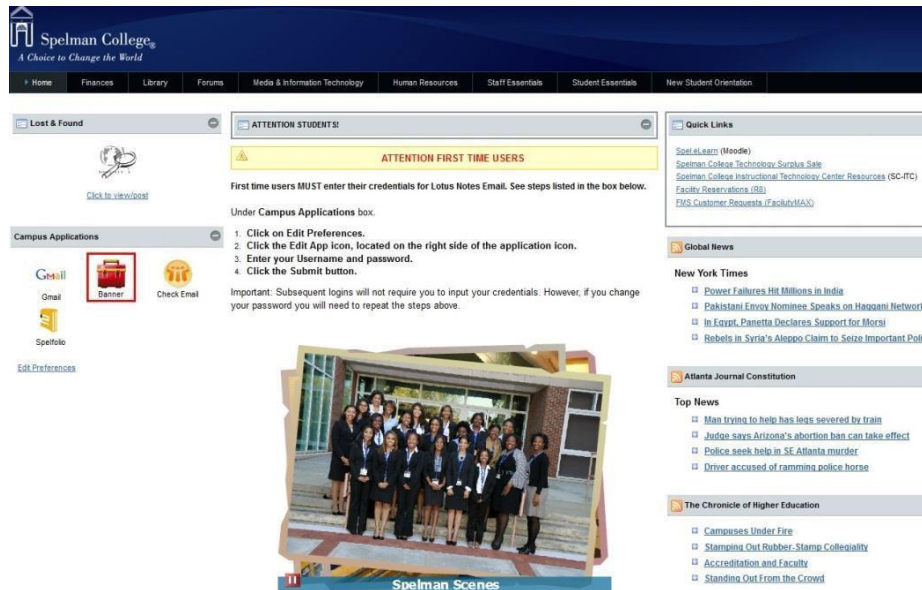 Spelman College®
A Choice to Change the World
Home Finances Library Forums Media & Information Technology Human Resources Staff Essentials Student Essentials New Student Orientation
Lost & Found
Click to view/post
Campus Applications
Gmail
Gmail
Banner
Check Email
Spelfolio
Edit Preferences
ATTENTION STUDENTS!
ATTENTION FIRST TIME USERS
First time users MUST enter their credentials for Lotus Notes Email. See steps listed in the box below.
Under Campus Applications box.
1. Click on Edit Preferences.
2. Click the Edit App icon, located on the right side of the application icon.
3. Enter your Username and password.
4. Click the Submit button.
Important: Subsequent logins will not require you to input your credentials. However, if you change
your password you will need to repeat the steps above.
Spelman Scenes
Quick Links
Spel.eLearn (Moodle)
Spelman College Technology Surplus Sale
Spelman College Instructional Technology Center Resources (SC-ITC)
Facility Reservations (R8)
FMS Customer Requests (FacilityMAX)
Global News
New York Times
Power Failures Hit Millions in India
Pakistani Envoy Nominee Speaks on Haqqani Network
In Egypt, Panetta Declares Support for Morsi
Rebels in Syria's Aleppo Claim to Seize Important Poli
Atlanta Journal Constitution
Top News
Man trying to help has legs severed by train
Judge says Arizona's abortion ban can take effect
Police seek help in SE Atlanta murder
Driver accused of ramming police horse
The Chronicle of Higher Education
Campuses Under Fire
Stamping Out Rubber-Stamp Collegiality
Accreditation and Faculty
Standing Out From the Crowd